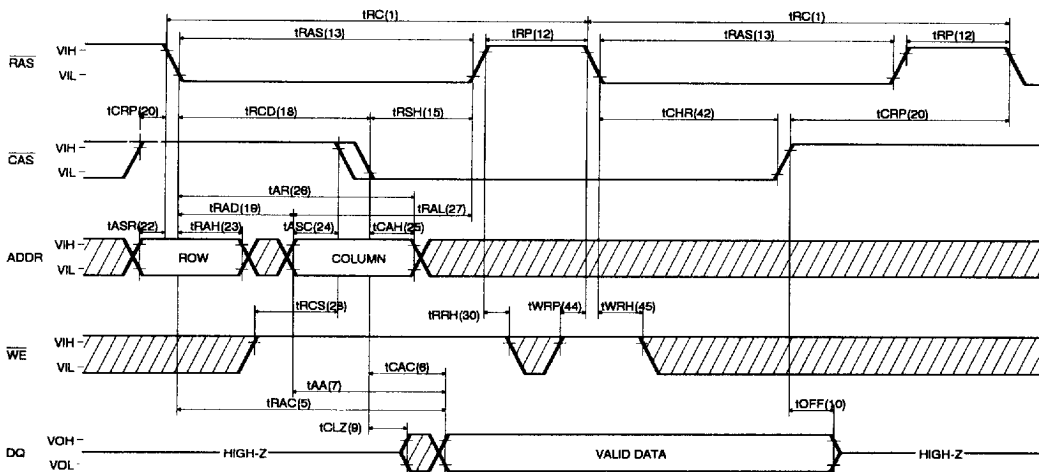 tRC(1) tRC(1)
tRAS(13) tRP(12) tRAS(13) tRP(12)
RAS VIH
VIL
tCRP(20) tRCD(18) tRSH(15) tCHR(42) tCRP(20)
CAS VIH
VIL
tAR(26)
tRAD(19) tRAL(27)
tASR(22) tRAH(23) tASC(24) tCAH(25)
ADDR VIH
VIL
ROW COLUMN
tRCS(28) tRRH(30) tWRP(44) tWRH(45)
WE VIH
VIL
tCAC(6)
tAA(7)
tRAC(5) tOFF(10)
tCLZ(9)
DQ VOH
VOL
HIGH-Z VALID DATA HIGH-Z